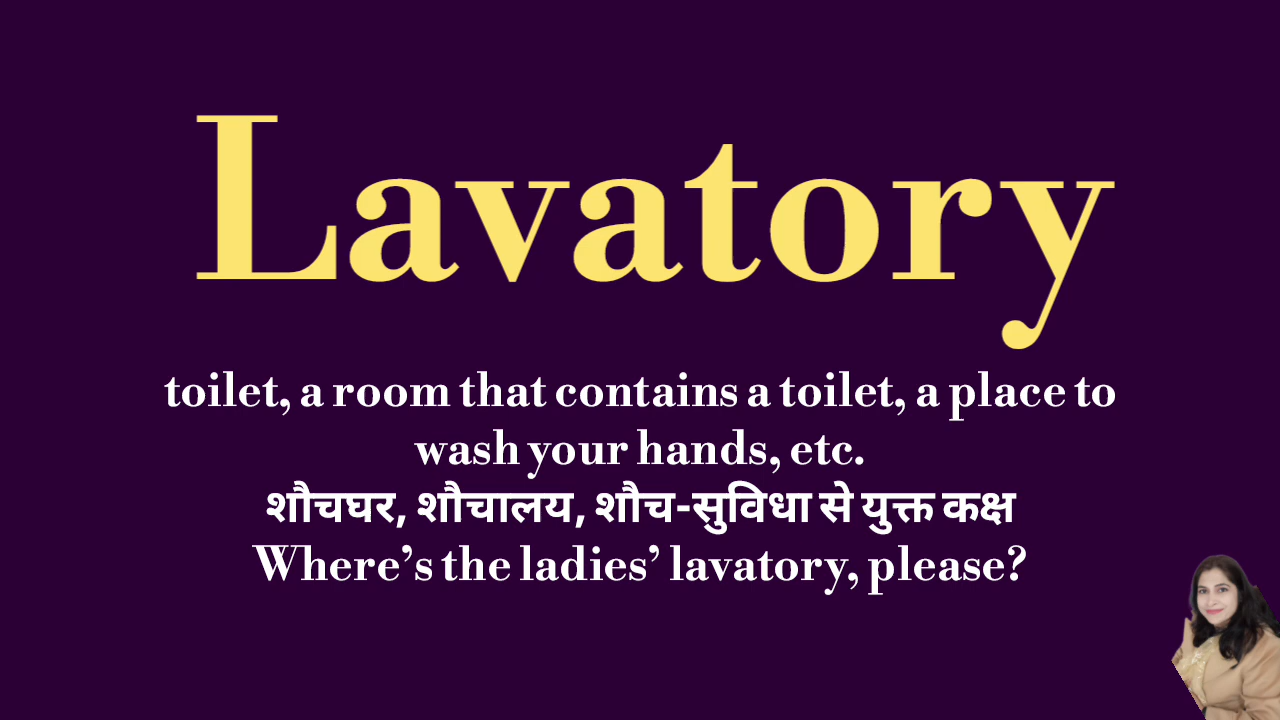 Lavatory
toilet, a room that contains a toilet, a place to
wash your hands, etc.
शौचघर, शौचालय, शौच-सुविधा से युक्त कक्ष
Where’s the ladies’ lavatory, please?